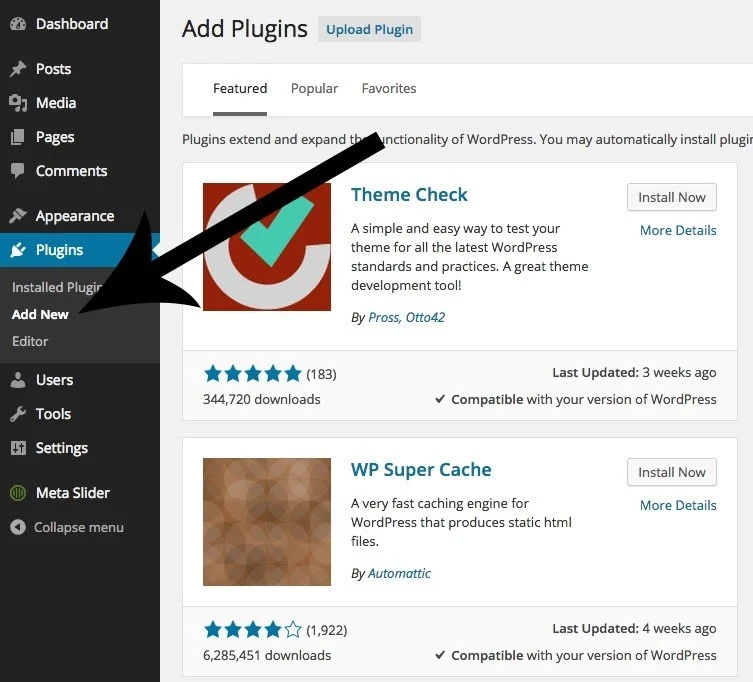 Dashboard
Posts
Media
Pages
Comments
Appearance
Plugins
Installed
Add New
Editor
Users
Tools
Settings
Meta Slider
Collapse menu
Add Plugins Upload Plugin
Featured Popular Favorites
Plugins extend and expand the functionality of WordPress. You may automatically install
Theme Check
Install Now
More Details
A simple and easy way to test your
theme for all the latest WordPress
standards and practices. A great theme
development tool!
By Pross, Otto42
(183)
344,720 downloads
Last Updated: 3 weeks ago
✔ Compatible with your version of WordPress
WP Super Cache
Install Now
More Details
A very fast caching engine for
WordPress that produces static html
files.
By Automattic
(1,922)
6,285,451 downloads
Last Updated: 4 weeks ago
✔ Compatible with your version of WordPress